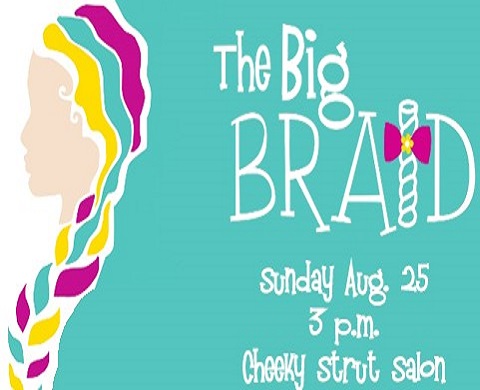 The Big
BRAID
Sunday Aug. 25
3 p.m.
Cheeky strut salon